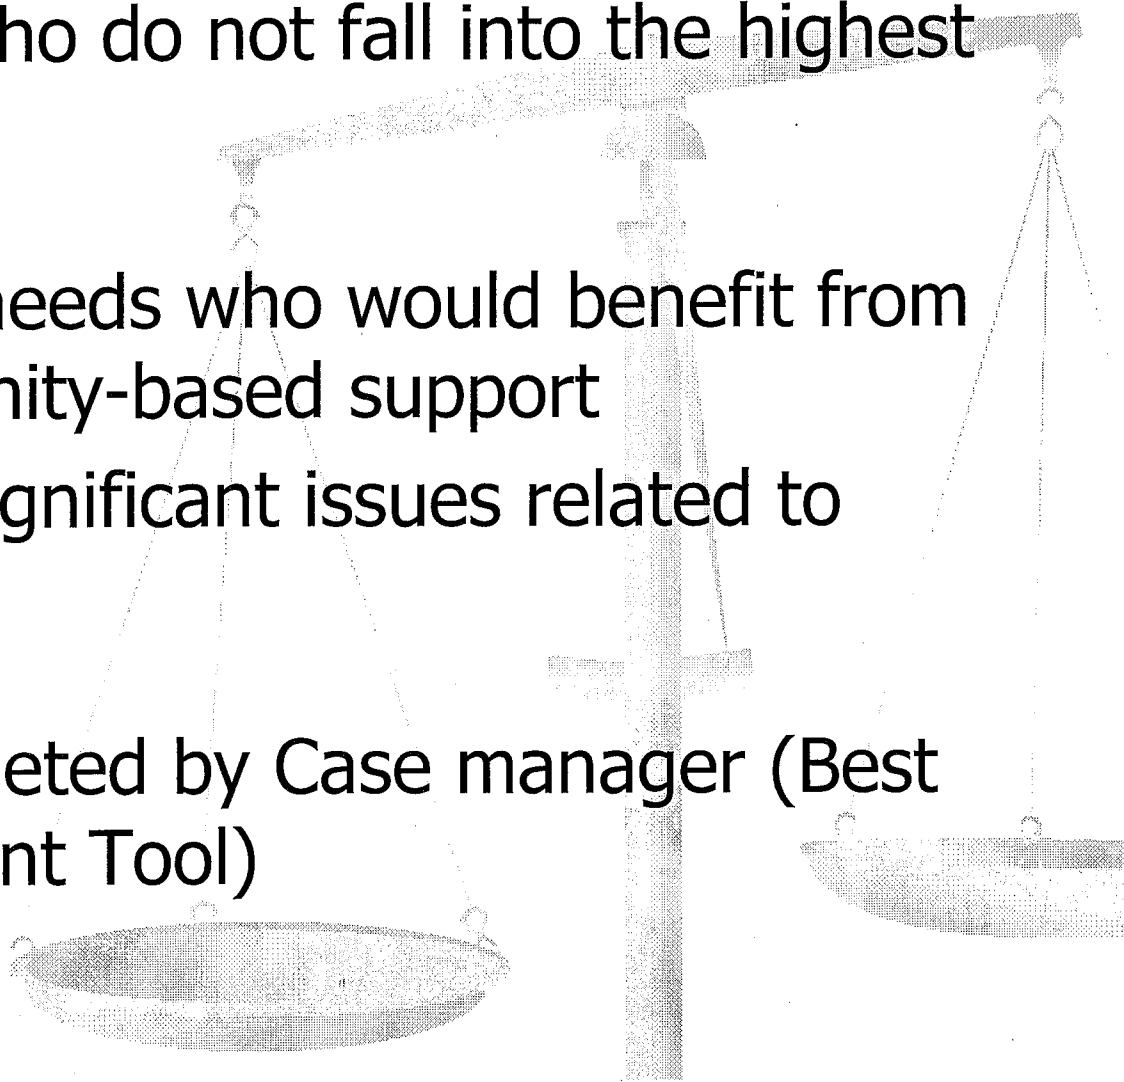 ho do not fall into the highest
needs who would benefit from
nity-based support
gnificant issues related to
eted by Case manager (Best
nt Tool)